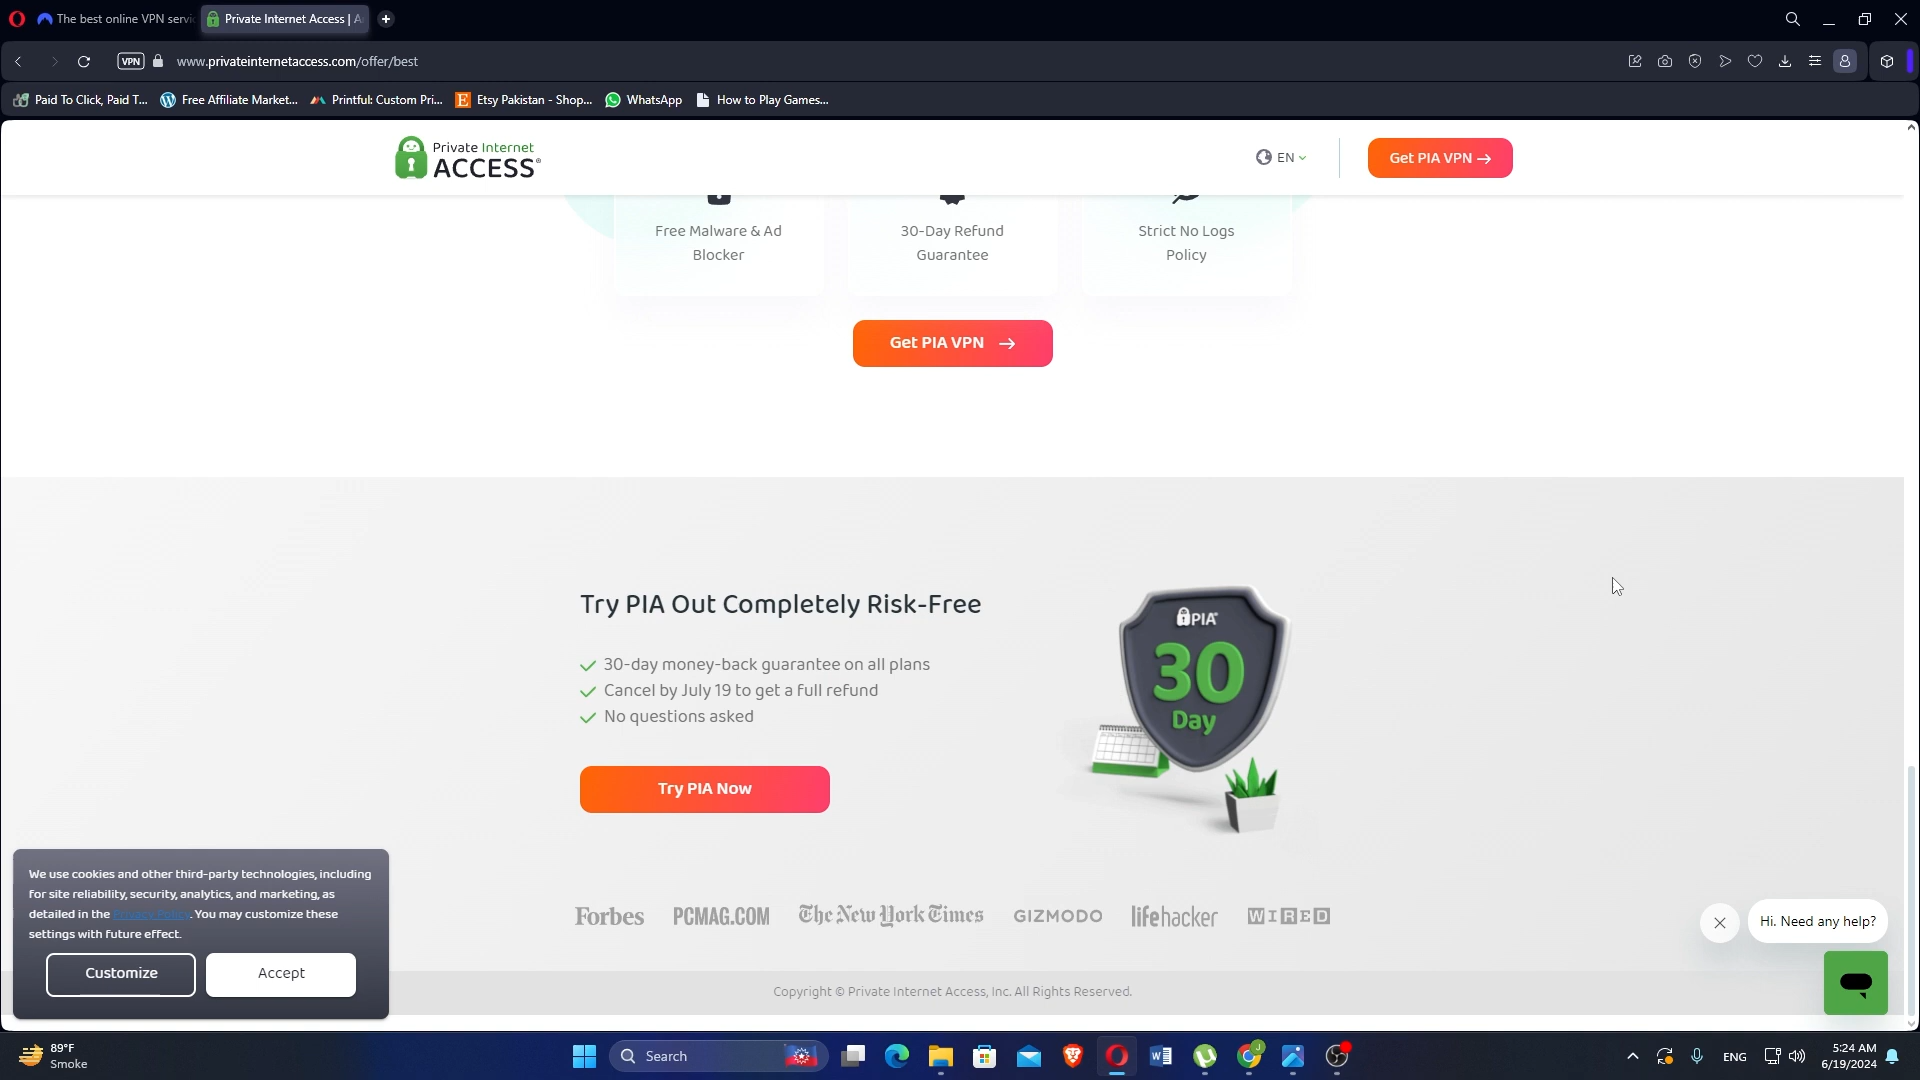 The best online VPN servic
Private Internet Access | A
VPN
www.privateinternetaccess.com/offer/best
Paid To Click, Paid T...
Free Affiliate Market...
Printful: Custom Pri...
Etsy Pakistan - Shop...
WhatsApp
How to Play Games...
Private Internet
ACCESS®
EN
Get PIA VPN →
Free Malware & Ad
Blocker
30-Day Refund
Guarantee
Strict No Logs
Policy
Get PIA VPN →
Try PIA Out Completely Risk-Free
30-day money-back guarantee on all plans
Cancel by July 19 to get a full refund
No questions asked
Try PIA Now
PIA
30
Day
Forbes
PCMAG.COM
The New York Times
GIZMODO
lifehacker
WIRED
We use cookies and other third-party technologies, including
for site reliability, security, analytics, and marketing, as
detailed in the Privacy Policy. You may customize these
settings with future effect.
Customize
Accept
Hi. Need any help?
Copyright © Private Internet Access, Inc. All Rights Reserved.
89°F
Smoke
Search
ENG
5:24 AM
6/19/2024